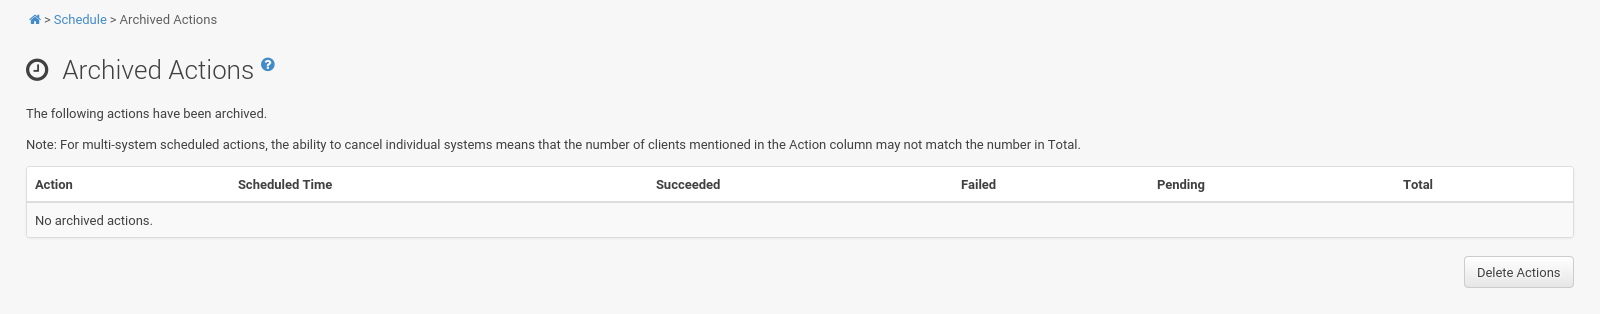 > Schedule > Archived Actions
Archived Actions ?
The following actions have been archived.
Note: For multi-system scheduled actions, the ability to cancel individual systems means that the number of clients mentioned in the Action column may not match the number in Total.
Action Scheduled Time Succeeded Failed Pending Total
No archived actions.
Delete Actions